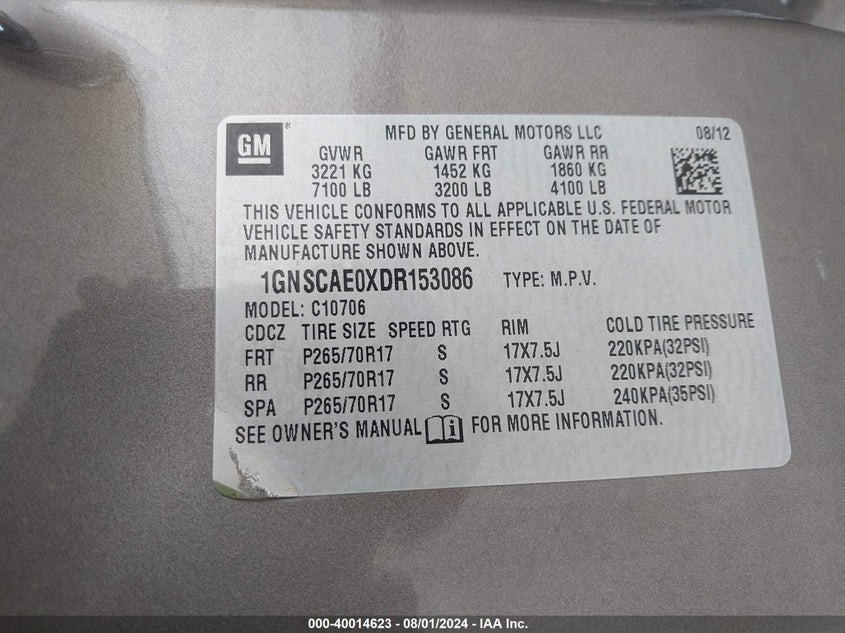 GM ® MFD BY GENERAL MOTORS LLC 08/12
GVWR GAWR FRT GAWR RR
3221 KG 1452 KG 1860 KG
7100 LB 3200 LB 4100 LB
THIS VEHICLE CONFORMS TO ALL APPLICABLE U.S. FEDERAL MOTOR
VEHICLE SAFETY STANDARDS IN EFFECT ON THE DATE OF
MANUFACTURE SHOWN ABOVE.
1GNSCAE0XDR153086 TYPE: M.P.V.
MODEL: C10706
CDCZ TIRE SIZE SPEED RTG RIM COLD TIRE PRESSURE
FRT P265/70R17 S 17X7.5J 220KPA(32PSI)
RR P265/70R17 S 17X7.5J 220KPA(32PSI)
SPA P265/70R17 S 17X7.5J 240KPA(35PSI)
SEE OWNER'S MANUAL i FOR MORE INFORMATION.
000-40014623 - 08/01/2024 - IAA Inc.